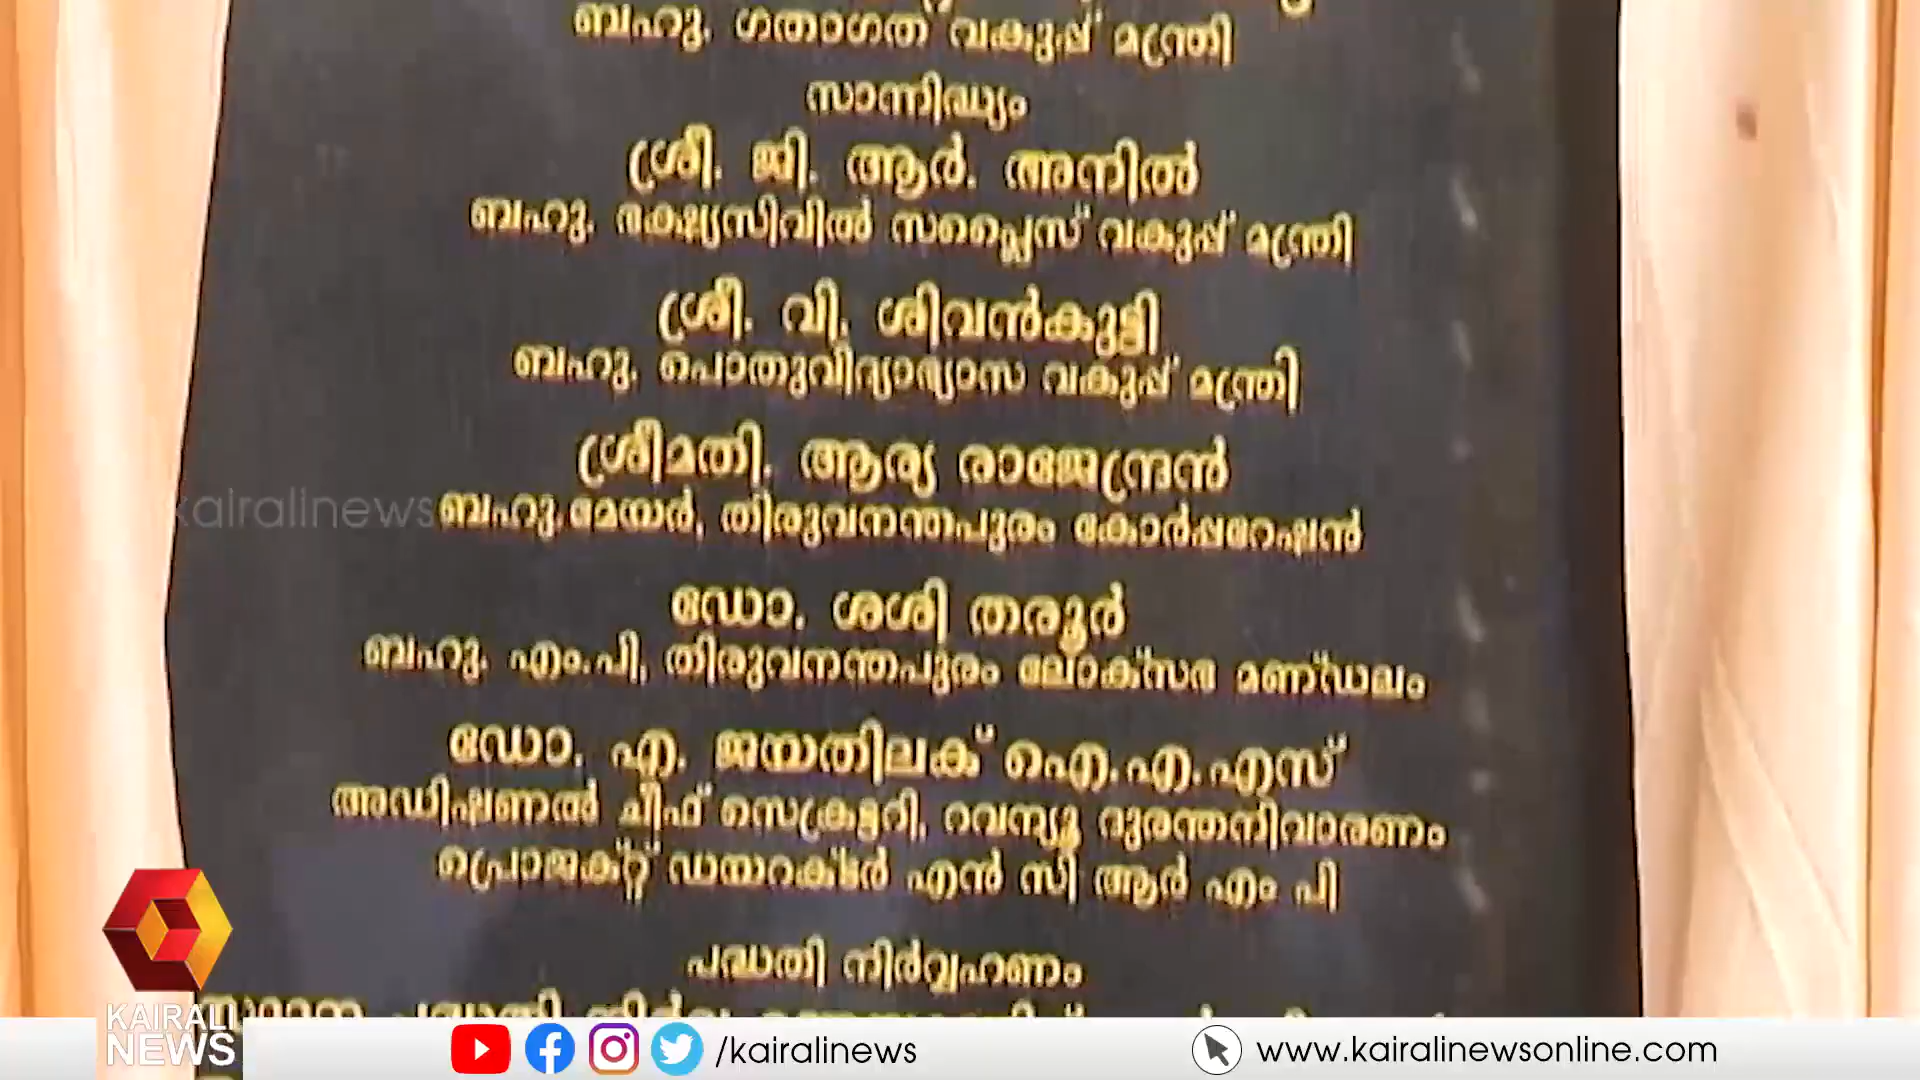 ബഹു. ഗതാഗത വകുപ്പ് മന്ത്രി
സാന്നിദ്ധ്യം
ശ്രീ. ജി. ആർ. അനിൽ
ബഹു. ഭക്ഷ്യസിവിൽ സപ്ലൈസ് വകുപ്പ് മന്ത്രി
ശ്രീ. വി. ശിവൻകുട്ടി
ബഹു. പൊതുവിദ്യാഭ്യാസ വകുപ്പ് മന്ത്രി
ശ്രീമതി. ആര്യ രാജേന്ദ്രൻ
ബഹു.മേയർ, തിരുവനന്തപുരം കോർപ്പറേഷൻ
kairalinews
ഡോ. ശശി തരൂർ
ബഹു. എം.പി, തിരുവനന്തപുരം ലോക്സഭ മണ്ഡലം
ഡോ. എ. ജയതിലക് ഐ.എ.എസ്
അഡിഷണൽ ചീഫ് സെക്രട്ടറി, റവന്യൂ ദുരന്തനിവാരണം
പ്രൊജക്റ്റ് ഡയറക്ടർ എൻ സി ആർ എം പി
പദ്ധതി നിർവ്വഹണം
KAIRALI
NEWS
/kairalinews
www.kairalinewsonline.com